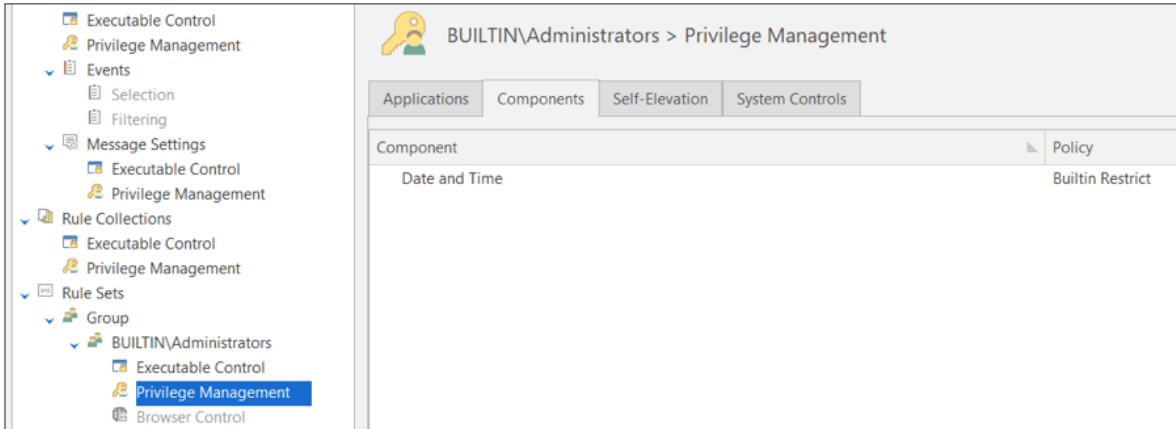 Executable Control
Privilege Management
Events
Selection
Filtering
Message Settings
Executable Control
Privilege Management
Rule Collections
Executable Control
Privilege Management
Rule Sets
Group
BUILTIN\Administrators
Executable Control
Privilege Management
Browser Control
BUILTIN\Administrators > Privilege Management
Applications Components Self-Elevation System Controls
Component Policy
Date and Time Builtin Restrict